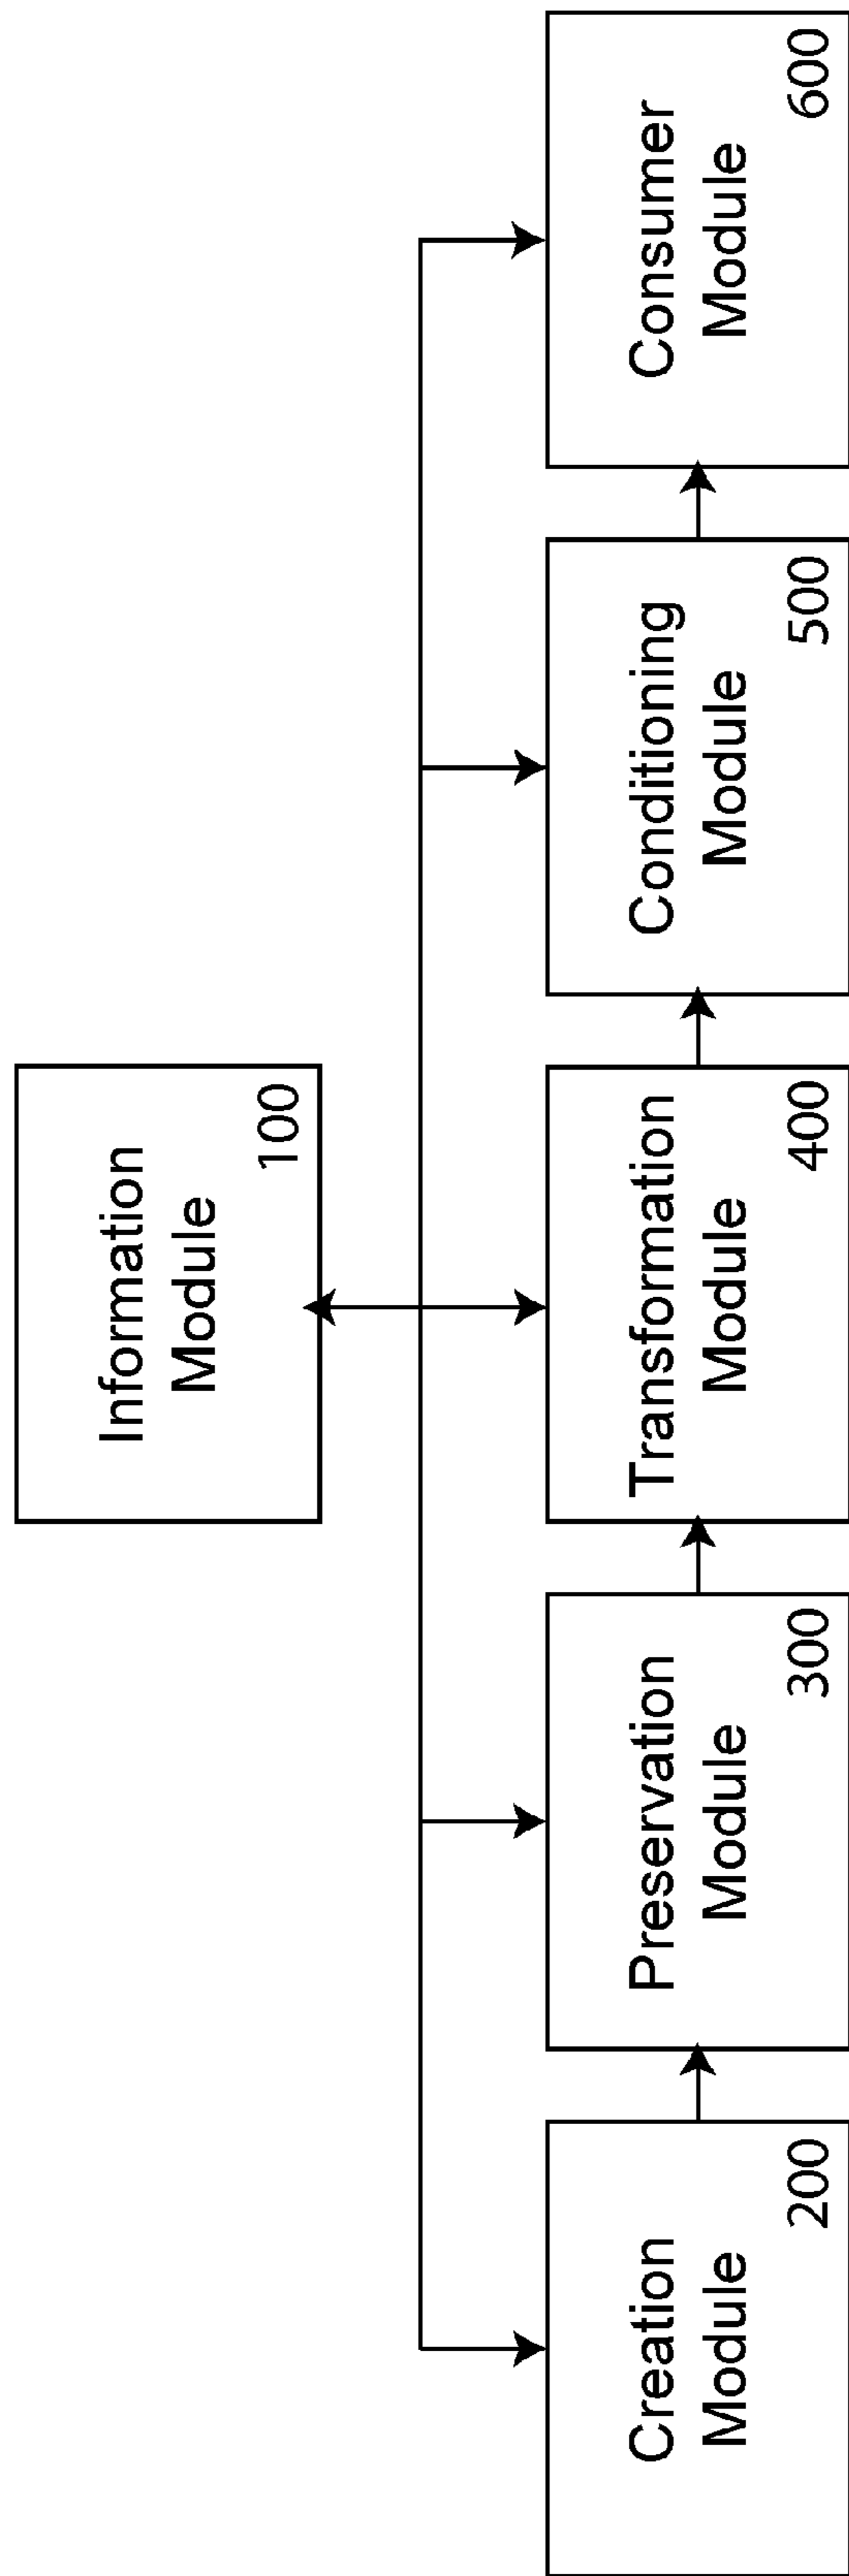 Information
Module
100
Creation
Module
200
Preservation
Module
300
Transformation
Module
400
Conditioning
Module
500
Consumer
Module
600